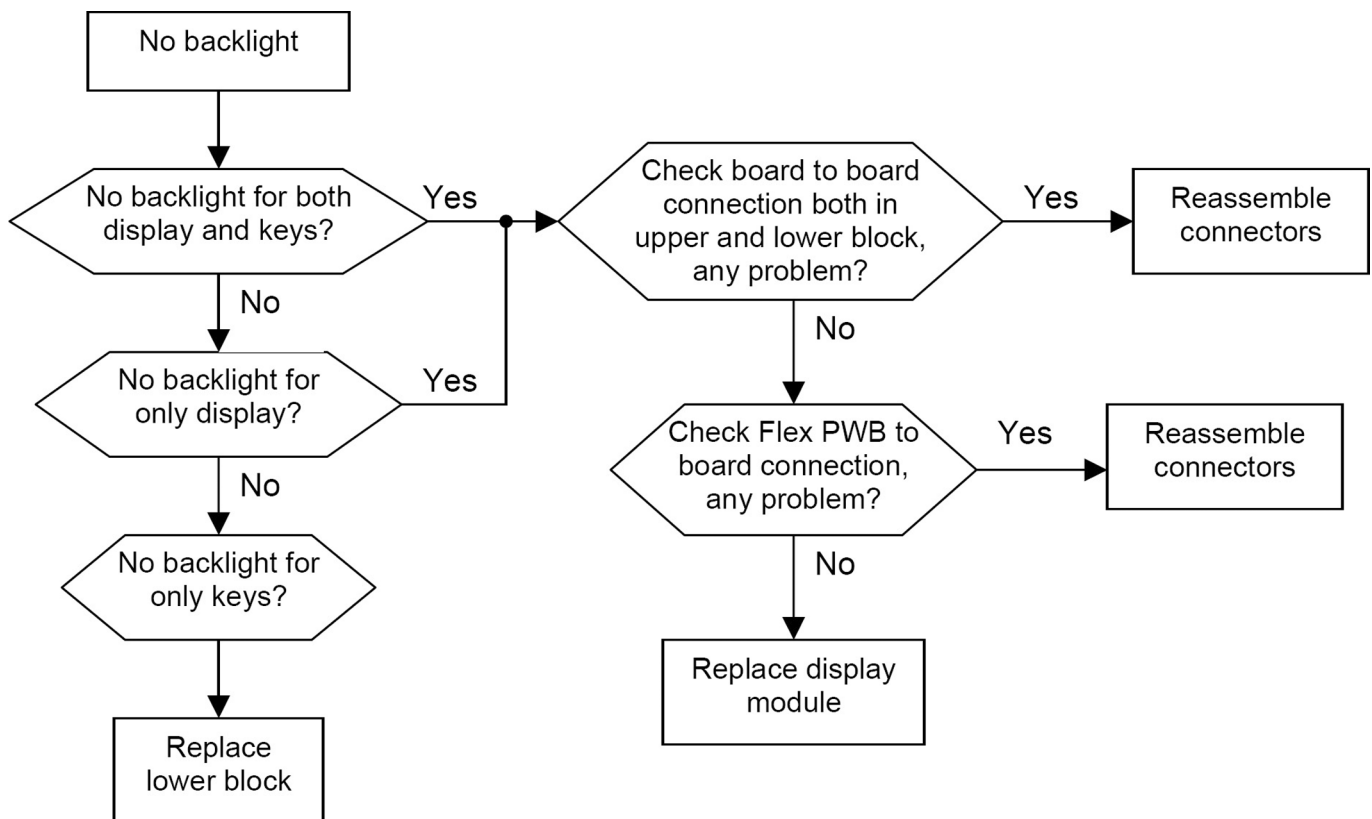 No backlight
No backlight for both
display and keys?
Yes
No
No backlight for
only display?
Yes
No
No backlight for
only keys?
Replace
lower block
Check board to board
connection both in
upper and lower block,
any problem?
Yes
Reassemble
connectors
No
Check Flex PWB to
board connection,
any problem?
Yes
Reassemble
connectors
No
Replace display
module